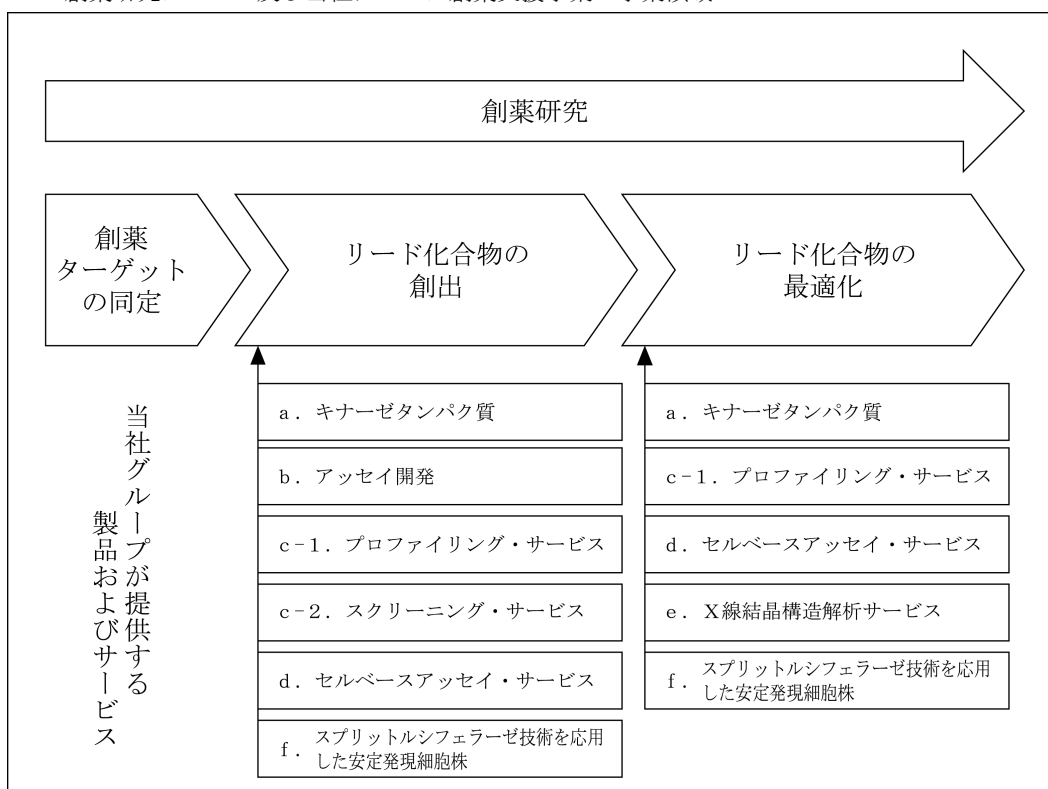 創薬研究
創薬
ターゲット
の同定
リード化合物の
創出
リード化合物の
最適化
当社グループが提供する
製品およびサービス
a．キナーゼタンパク質
b．アッセイ開発
c-1．プロファイリング・サービス
c-2．スクリーニング・サービス
d．セルベースアッセイ・サービス
f．スプリットルシフェラーゼ技術を応用
した安定発現細胞株
a．キナーゼタンパク質
c-1．プロファイリング・サービス
d．セルベースアッセイ・サービス
e．X線結晶構造解析サービス
f．スプリットルシフェラーゼ技術を応用
した安定発現細胞株